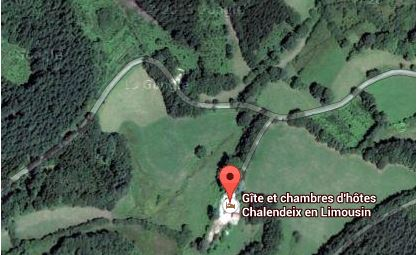 Gîte et chambres d'hôtes
Chalendeix en Limousin